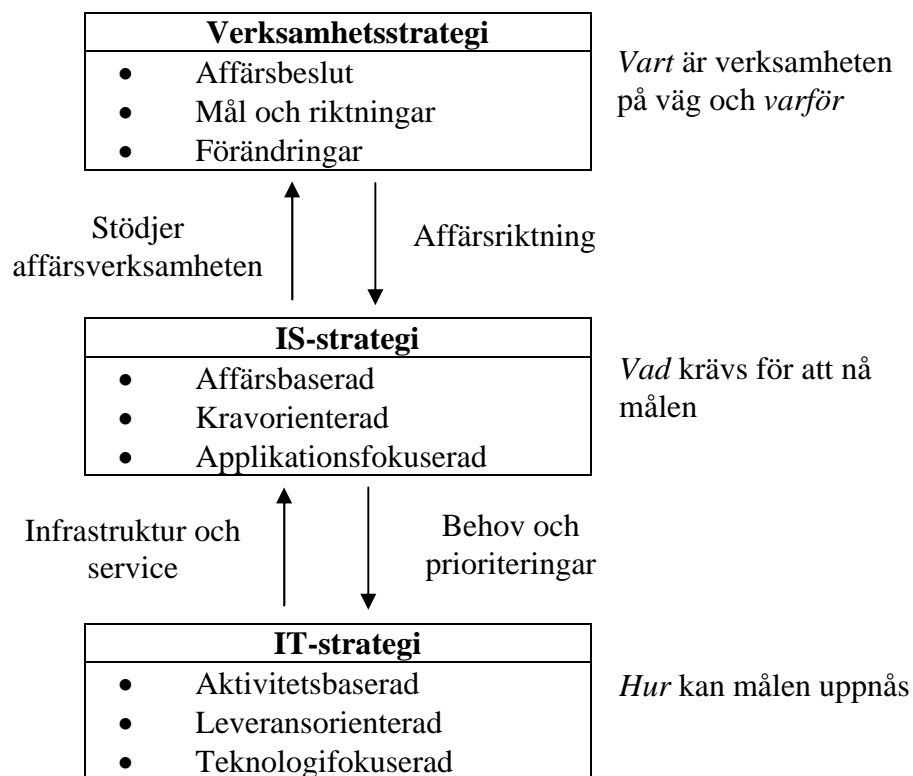 Verksamhetsstrategi
• Affärsbeslut
• Mål och riktningar
• Förändringar
Vart är verksamheten
på väg och varför
Stödjer
affärsverksamheten
Affärsriktning
IS-strategi
• Affärsbaserad
• Kravorienterad
• Applikationsfokuserad
Vad krävs för att nå
målen
Infrastruktur och
service
Behov och
prioriteringar
IT-strategi
• Aktivitetsbaserad
• Leveransorienterad
• Teknologifokuserad
Hur kan målen uppnås